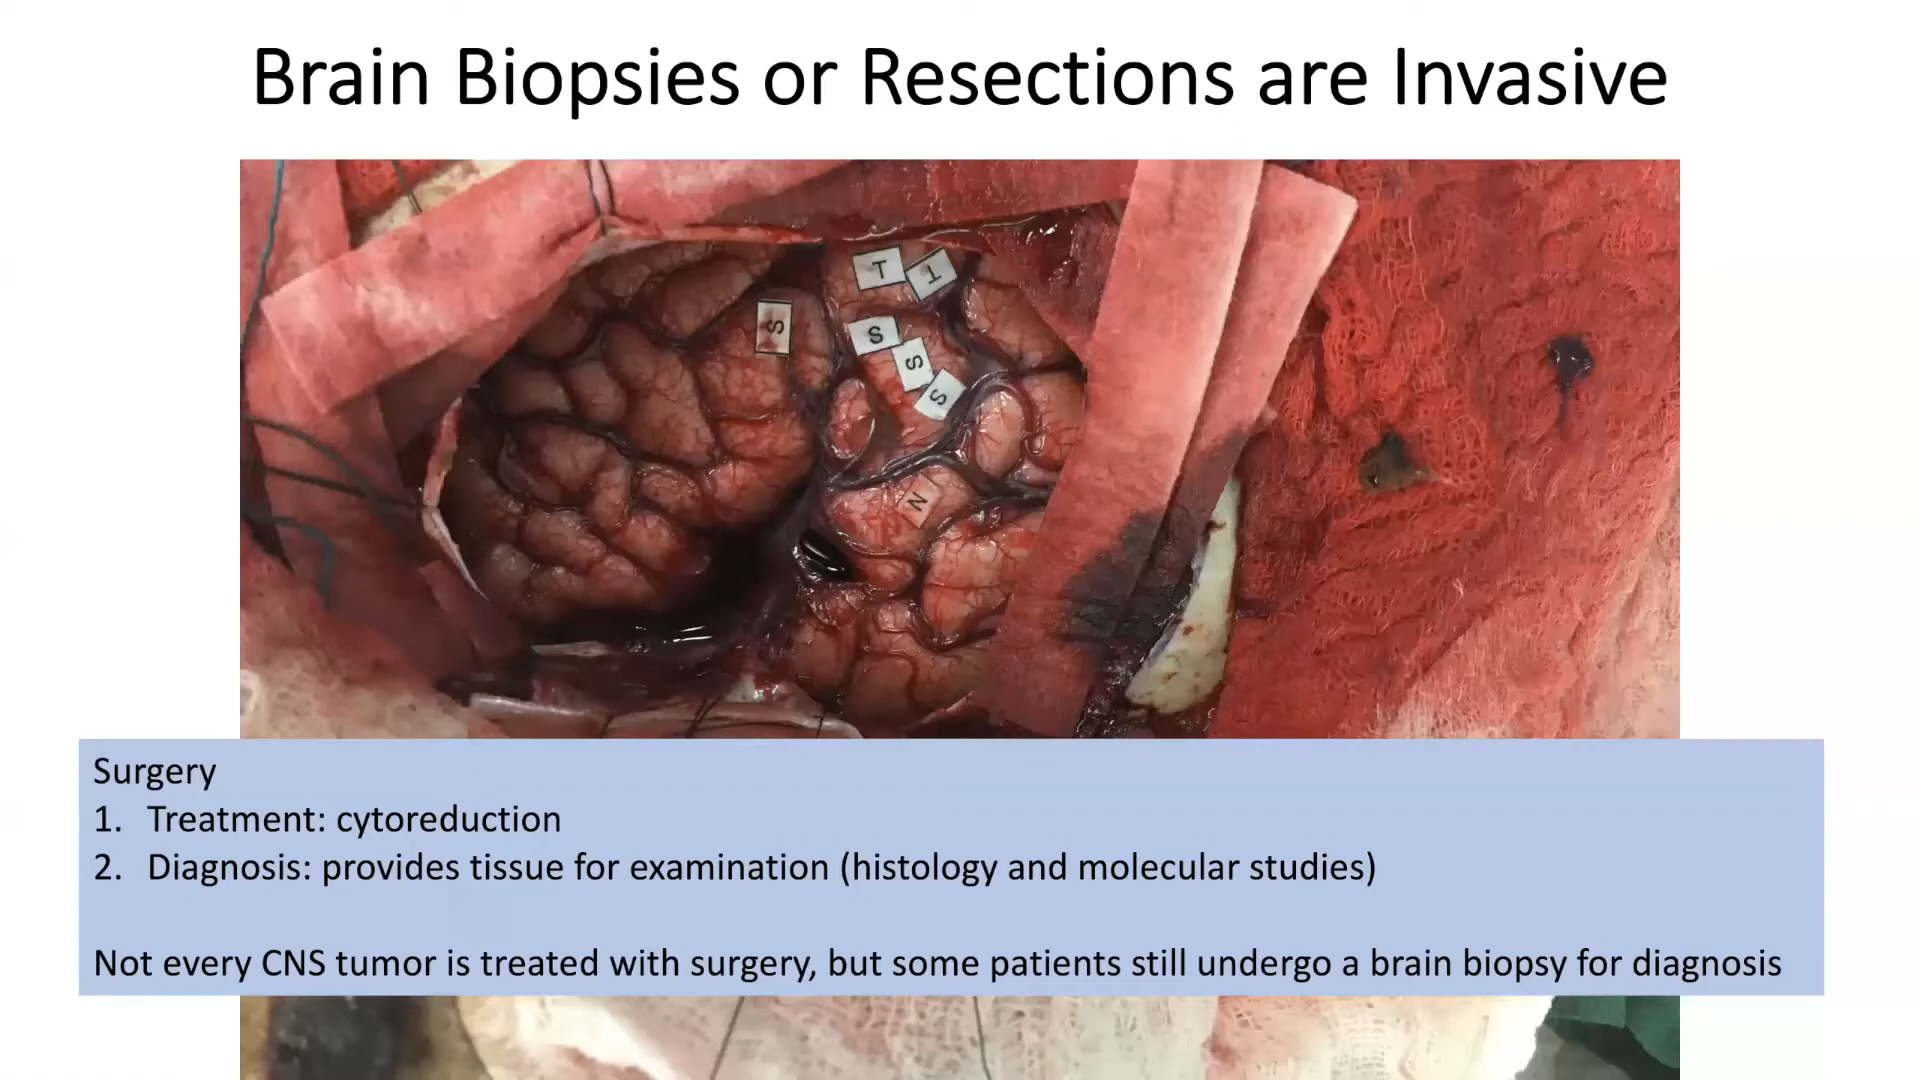 Brain Biopsies or Resections are Invasive
T
1
S
S
S
S
N
Surgery
1. Treatment: cytoreduction
2. Diagnosis: provides tissue for examination (histology and molecular studies)
Not every CNS tumor is treated with surgery, but some patients still undergo a brain biopsy for diagnosis